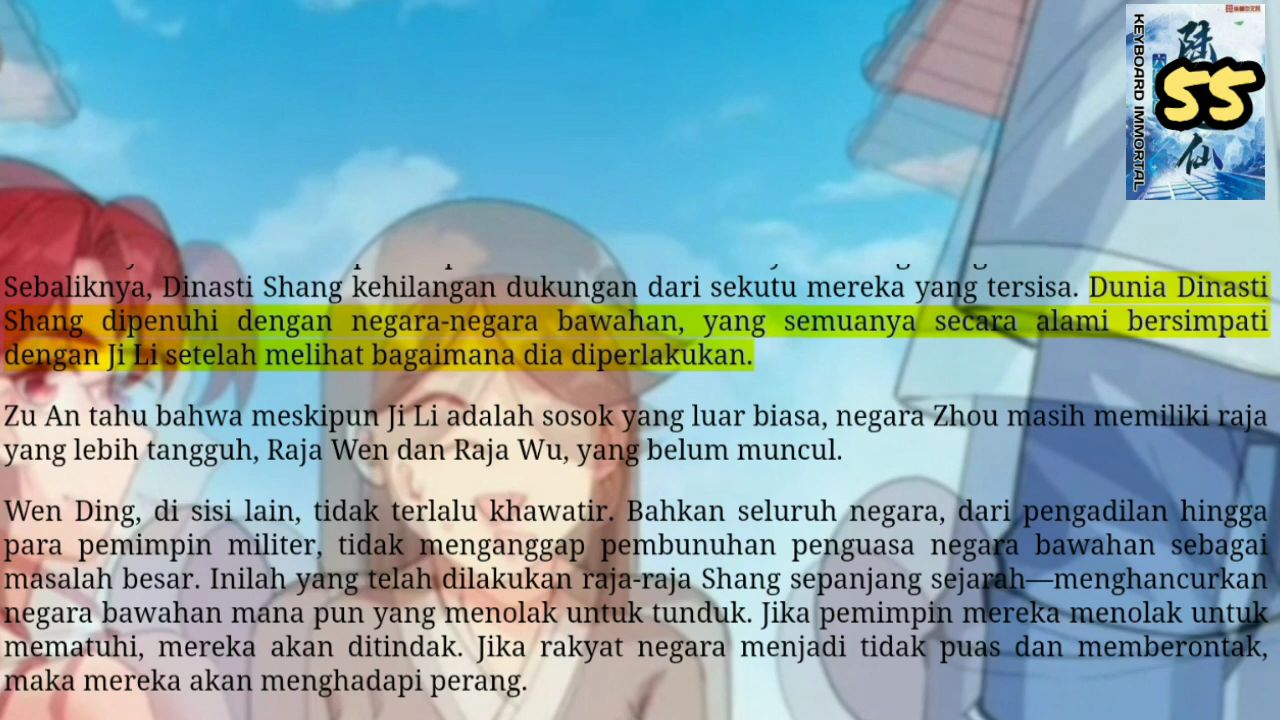 陆
仙
KEYBOARD IMMORTAL
55
Sebaliknya, Dinasti Shang kehilangan dukungan dari sekutu mereka yang tersisa. Dunia Dinasti
Shang dipenuhi dengan negara-negara bawahan, yang semuanya secara alami bersimpati
dengan Ji Li setelah melihat bagaimana dia diperlakukan.
Zu An tahu bahwa meskipun Ji Li adalah sosok yang luar biasa, negara Zhou masih memiliki raja
yang lebih tangguh, Raja Wen dan Raja Wu, yang belum muncul.
Wen Ding, di sisi lain, tidak terlalu khawatir. Bahkan seluruh negara, dari pengadilan hingga
para pemimpin militer, tidak menganggap pembunuhan penguasa negara bawahan sebagai
masalah besar. Inilah yang telah dilakukan raja-raja Shang sepanjang sejarah—menghancurkan
negara bawahan mana pun yang menolak untuk tunduk. Jika pemimpin mereka menolak untuk
mematuhi, mereka akan ditindak. Jika rakyat negara menjadi tidak puas dan memberontak,
maka mereka akan menghadapi perang.